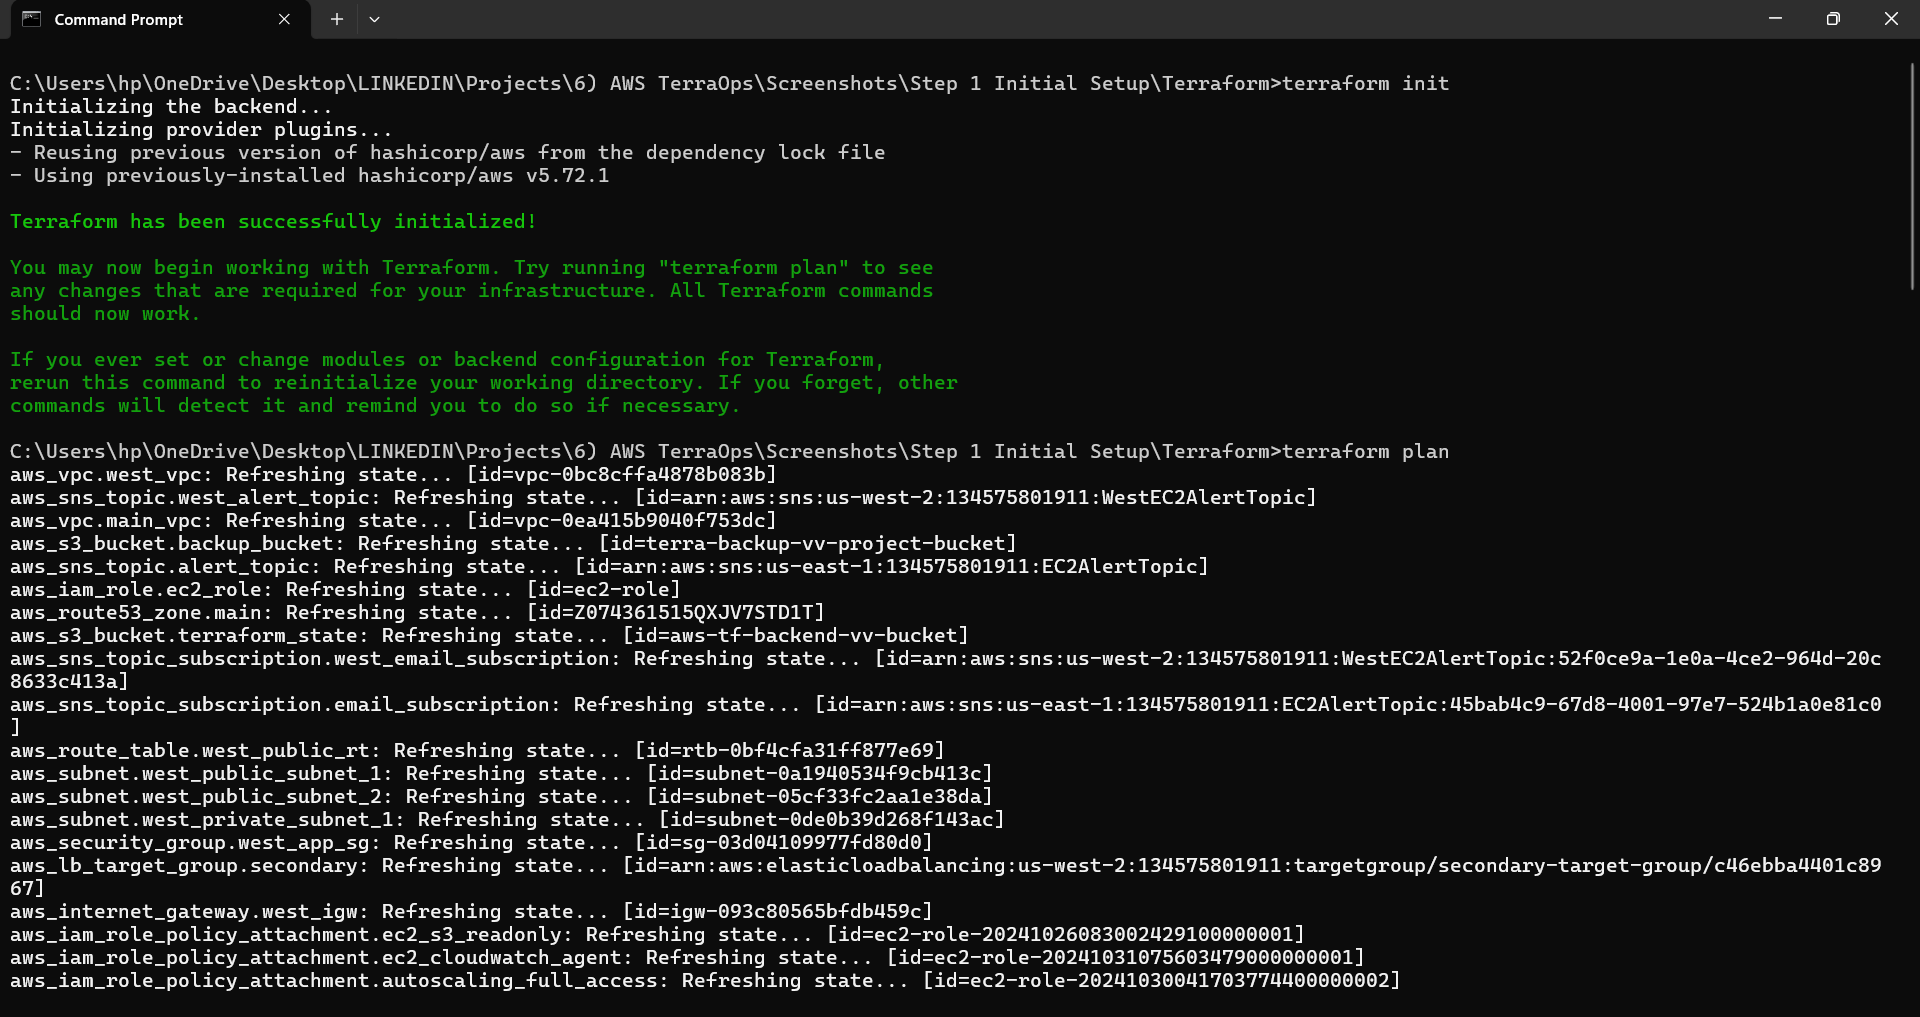 Command Prompt
C:\Users\hp\OneDrive\Desktop\LINKEDIN\Projects\6) AWS TerraOps\Screenshots\Step 1 Initial Setup\Terraform>terraform init
Initializing the backend...
Initializing provider plugins...
- Reusing previous version of hashicorp/aws from the dependency lock file
- Using previously-installed hashicorp/aws v5.72.1
Terraform has been successfully initialized!
You may now begin working with Terraform. Try running "terraform plan" to see
any changes that are required for your infrastructure. All Terraform commands
should now work.
If you ever set or change modules or backend configuration for Terraform,
rerun this command to reinitialize your working directory. If you forget, other
commands will detect it and remind you to do so if necessary.
C:\Users\hp\OneDrive\Desktop\LINKEDIN\Projects\6) AWS TerraOps\Screenshots\Step 1 Initial Setup\Terraform>terraform plan
aws_vpc.west_vpc: Refreshing state... [id=vpc-0bc8cffa4878b083b]
aws_sns_topic.west_alert_topic: Refreshing state... [id=arn:aws:sns:us-west-2:134575801911:WestEC2AlertTopic]
aws_vpc.main_vpc: Refreshing state... [id=vpc-0ea415b9040f753dc]
aws_s3_bucket.backup_bucket: Refreshing state... [id=terra-backup-vv-project-bucket]
aws_sns_topic.alert_topic: Refreshing state... [id=arn:aws:sns:us-east-1:134575801911:EC2AlertTopic]
aws_iam_role.ec2_role: Refreshing state... [id=ec2-role]
aws_route53_zone.main: Refreshing state... [id=Z074361515QXJV7STD1T]
aws_s3_bucket.terraform_state: Refreshing state... [id=aws-tf-backend-vv-bucket]
aws_sns_topic_subscription.west_email_subscription: Refreshing state... [id=arn:aws:sns:us-west-2:134575801911:WestEC2AlertTopic:52f0ce9a-1e0a-4ce2-964d-20c
8633c413a]
aws_sns_topic_subscription.email_subscription: Refreshing state... [id=arn:aws:sns:us-east-1:134575801911:EC2AlertTopic:45bab4c9-67d8-4001-97e7-524b1a0e81c0
]
aws_route_table.west_public_rt: Refreshing state... [id=rtb-0bf4cfa31ff877e69]
aws_subnet.west_public_subnet_1: Refreshing state... [id=subnet-0a1940534f9cb413c]
aws_subnet.west_public_subnet_2: Refreshing state... [id=subnet-05cf33fc2aa1e38da]
aws_subnet.west_private_subnet_1: Refreshing state... [id=subnet-0de0b39d268f143ac]
aws_security_group.west_app_sg: Refreshing state... [id=sg-03d04109977fd80d0]
aws_lb_target_group.secondary: Refreshing state... [id=arn:aws:elasticloadbalancing:us-west-2:134575801911:targetgroup/secondary-target-group/c46ebba4401c89
67]
aws_internet_gateway.west_igw: Refreshing state... [id=igw-093c80565bfdb459c]
aws_iam_role_policy_attachment.ec2_s3_readonly: Refreshing state... [id=ec2-role-20241026083002429100000001]
aws_iam_role_policy_attachment.ec2_cloudwatch_agent: Refreshing state... [id=ec2-role-20241031075603479000000001]
aws_iam_role_policy_attachment.autoscaling_full_access: Refreshing state... [id=ec2-role-20241030041703774400000002]